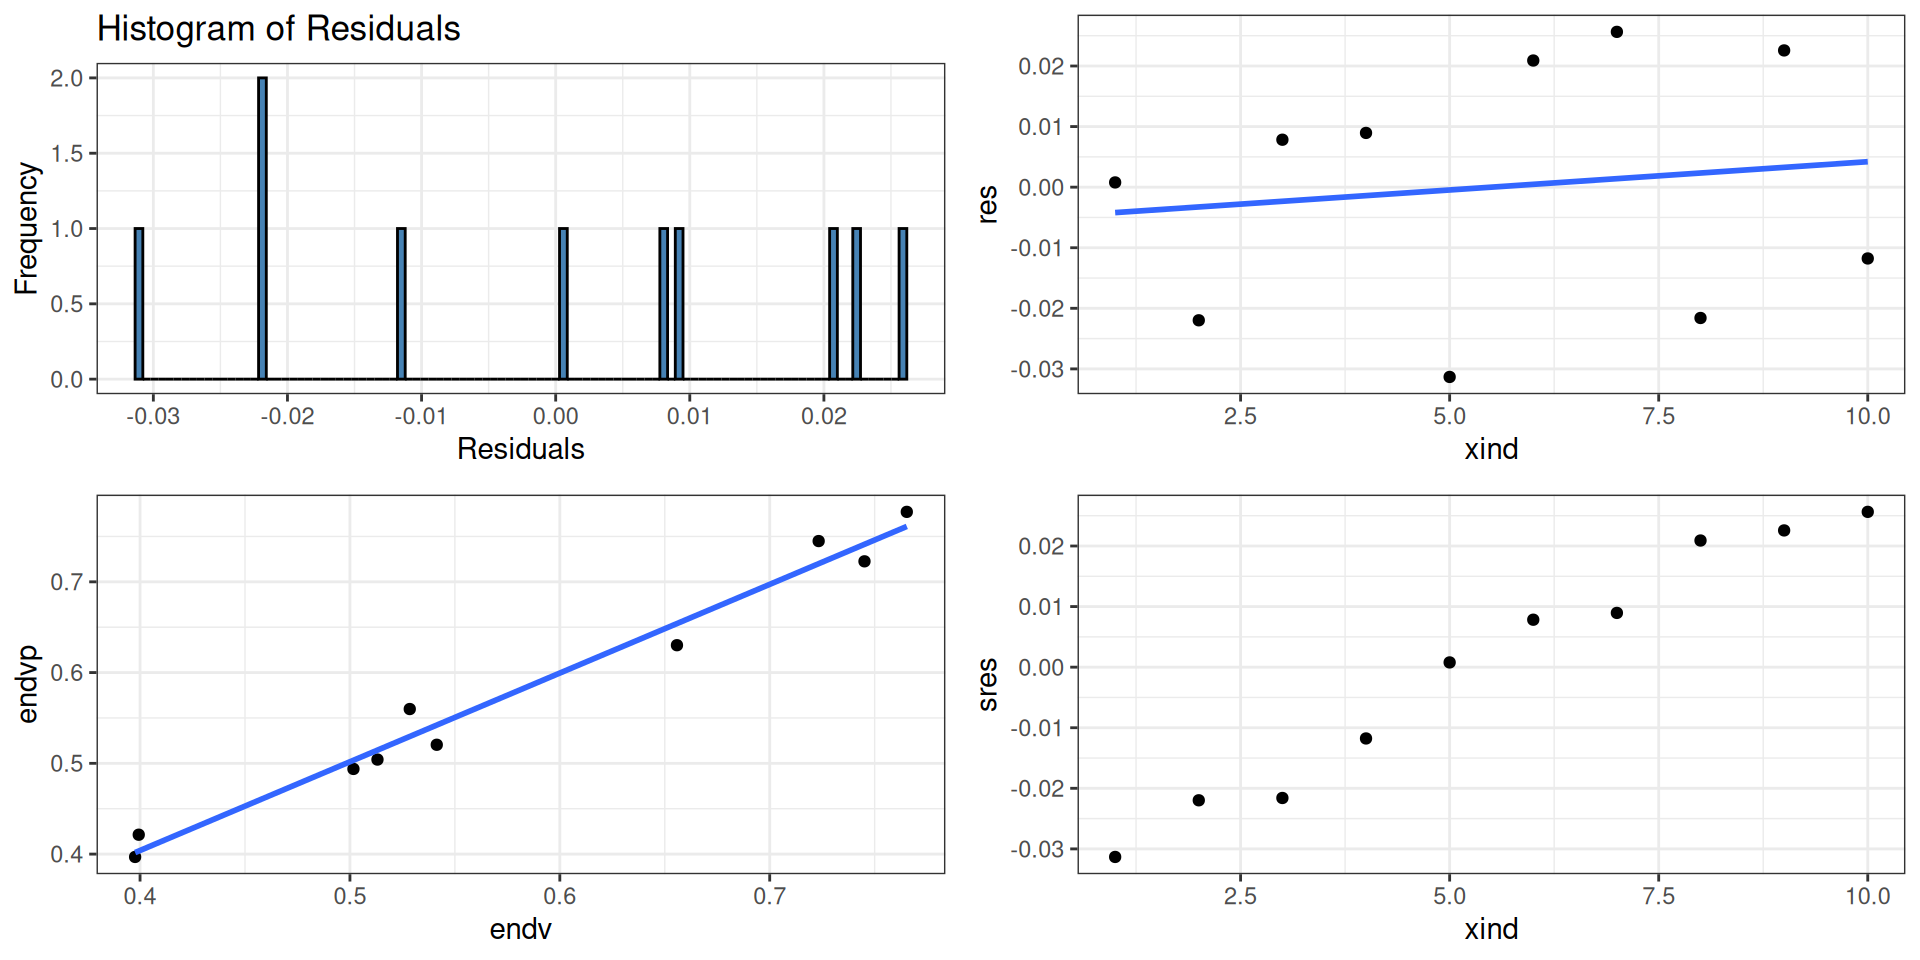 Histogram of Residuals
2.0
1.5
1.0
0.5
0.0
Frequency
-0.03 -0.02 -0.01 0.00 0.01 0.02
Residuals
0.02
0.01
0.00
-0.01
-0.02
-0.03
res
2.5 5.0 7.5 10.0
xind
0.7
0.6
0.5
0.4
endvp
0.4 0.5 0.6 0.7
endv
0.02
0.01
0.00
-0.01
-0.02
-0.03
sres
2.5 5.0 7.5 10.0
xind